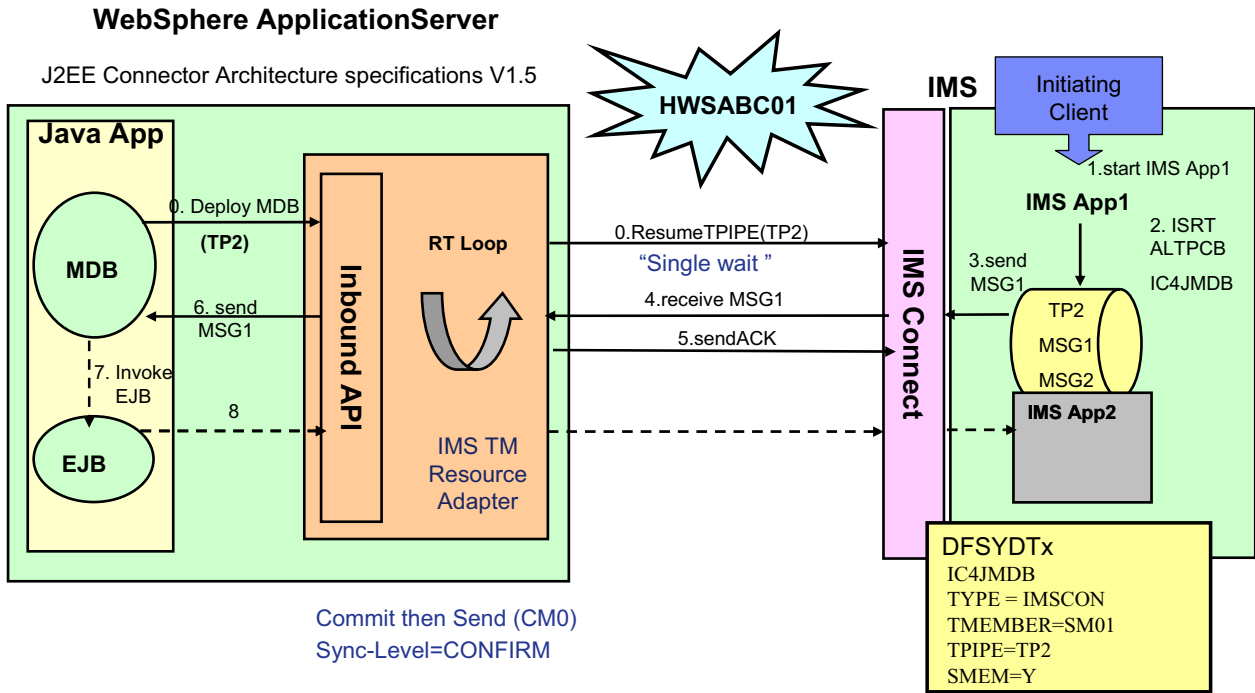 WebSphere ApplicationServer
J2EE Connector Architecture specifications V1.5
HWSABC01
IMS
Initiating
Client
Java App
0. Deploy MDB
(TP2)
MDB
6. send
MSG1
7. Invoke
EJB
8
EJB
Inbound API
RT Loop
IMS TM
Resource
Adapter
0.ResumeTPIPE(TP2)
“Single wait ”
4.receive MSG1
5.sendACK
IMS Connect
1.start IMS App1
IMS App1
2. ISRT
ALTPCB
IC4JMDB
3.send
MSG1
TP2
MSG1
MSG2
IMS App2
DFSYDTx
IC4JMDB
TYPE = IMSCON
TMEMBER=SM01
TPIPE=TP2
SMEM=Y
Commit then Send (CM0)
Sync-Level=CONFIRM